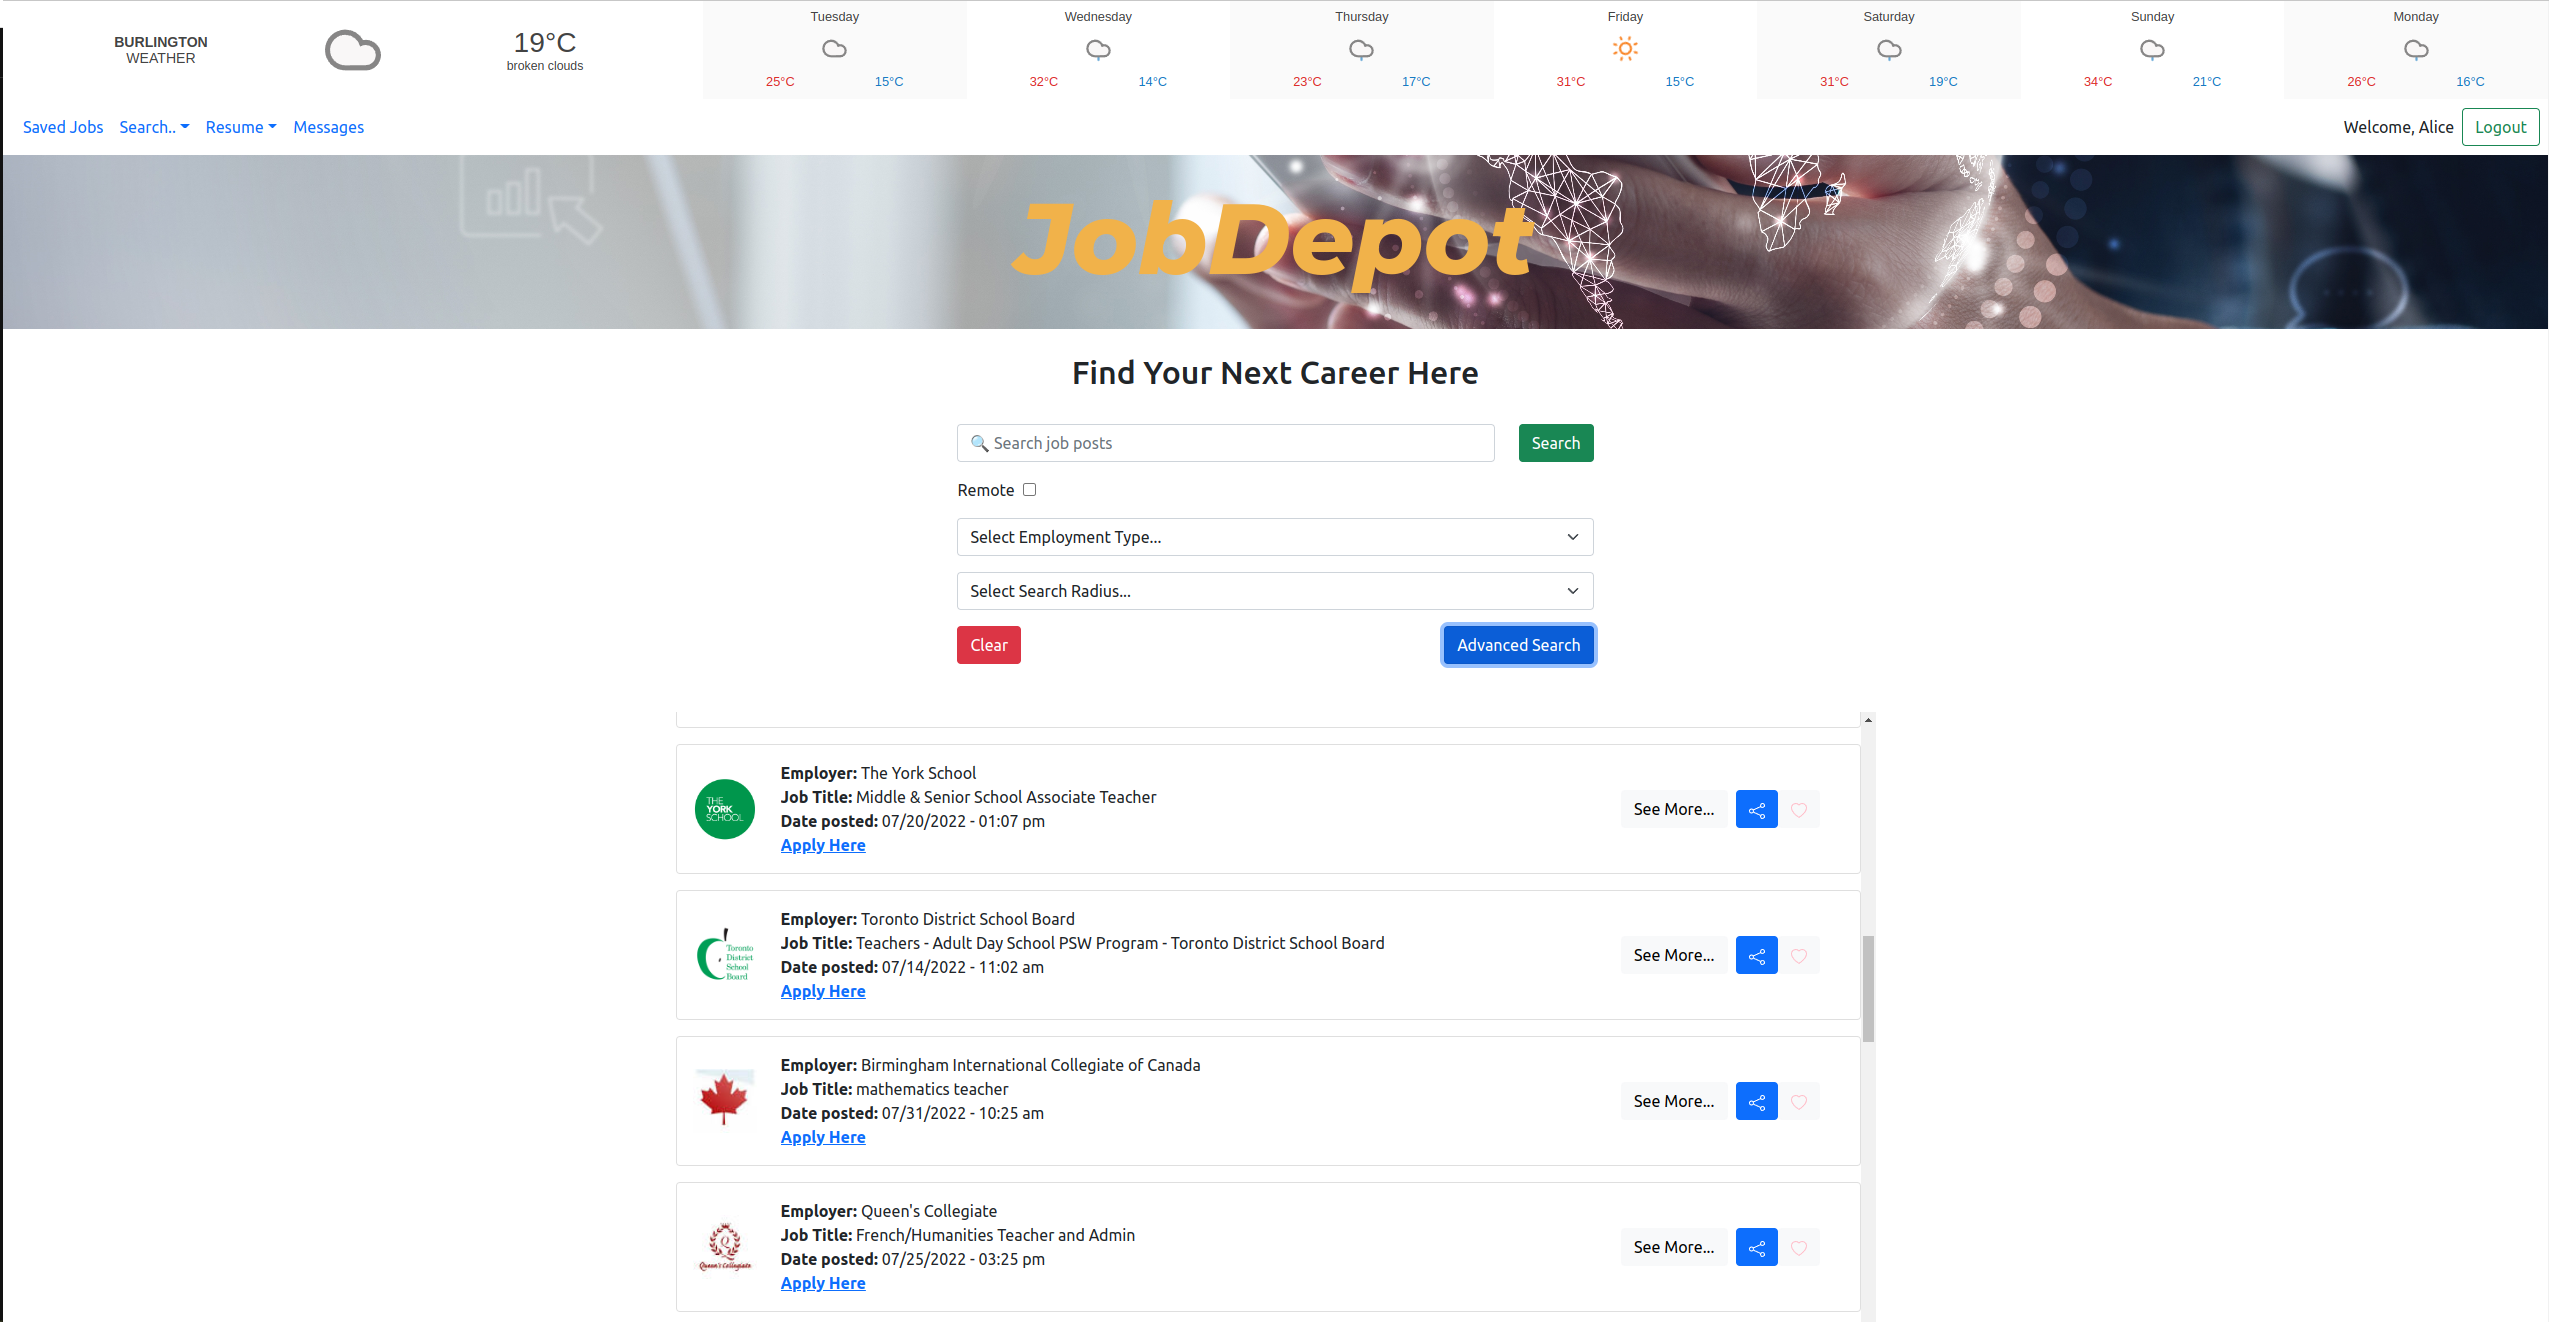 BURLINGTON
WEATHER
19°C
broken clouds
Tuesday
25°C 15°C
Wednesday
32°C 14°C
Thursday
23°C 17°C
Friday
31°C 15°C
Saturday
31°C 19°C
Sunday
34°C 21°C
Monday
26°C 16°C
Saved Jobs Search.. Resume Messages Welcome, Alice Logout
JobDepot
Find Your Next Career Here
Search job posts Search
Remote
Select Employment Type...
Select Search Radius...
Clear Advanced Search
THE
YORK
SCHOOL
Employer: The York School
Job Title: Middle & Senior School Associate Teacher
Date posted: 07/20/2022 - 01:07 pm
Apply Here
See More...
Toronto
District
School
Board
Employer: Toronto District School Board
Job Title: Teachers - Adult Day School PSW Program - Toronto District School Board
Date posted: 07/14/2022 - 11:02 am
Apply Here
See More...
Employer: Birmingham International Collegiate of Canada
Job Title: mathematics teacher
Date posted: 07/31/2022 - 10:25 am
Apply Here
See More...
Q
Queen's Collegiate
Employer: Queen's Collegiate
Job Title: French/Humanities Teacher and Admin
Date posted: 07/25/2022 - 03:25 pm
Apply Here
See More...